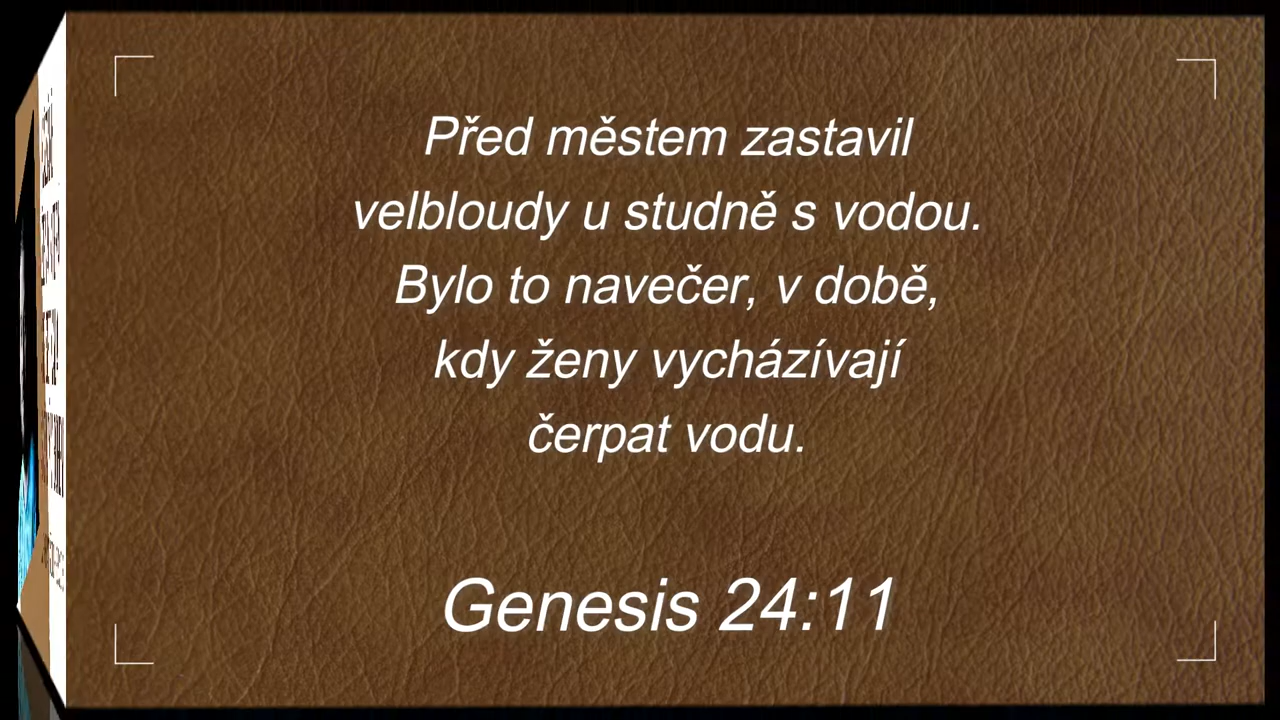 Před městem zastavil
velbloudy u studně s vodou.
Bylo to navečer, v době,
kdy ženy vycházívají
čerpat vodu.
Genesis 24:11